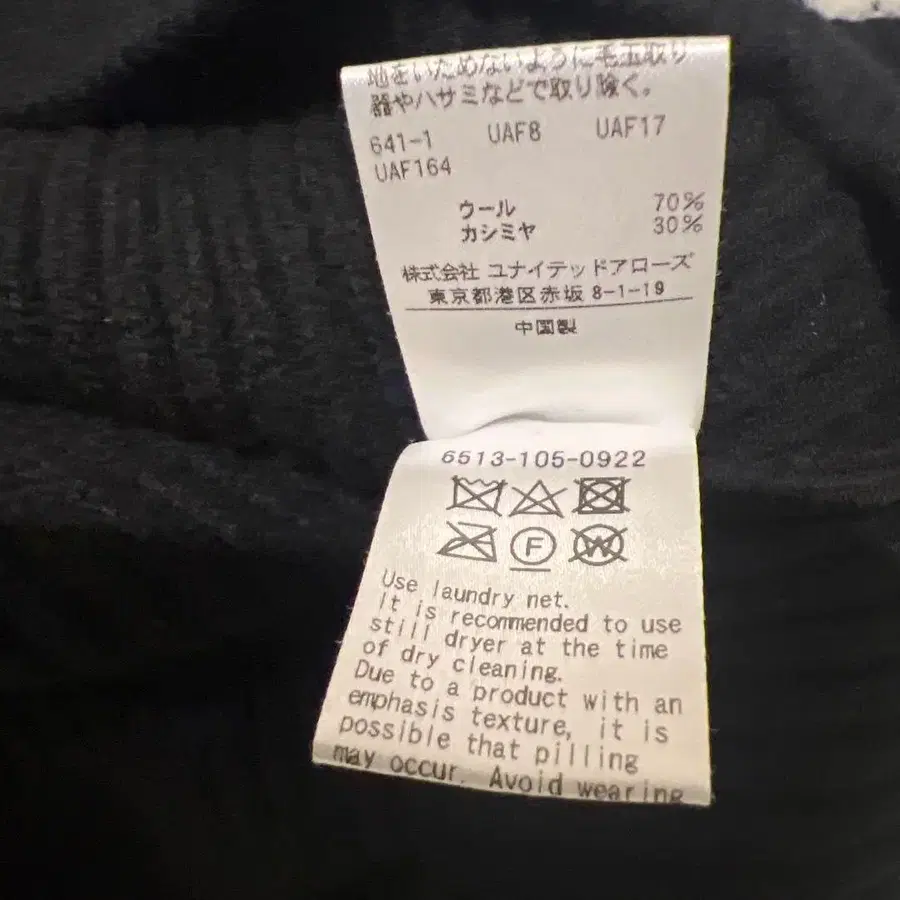 地をいためないように毛玉取り
器やハサミなどで取り除く。
641-1 UAF8 UAF17
UAF164
ウール 70%
カシミヤ 30%
株式会社 ユナイテッドアローズ
東京都港区赤坂 8-1-19
中国製
6513-105-0922
F W
Use laundry net.
It is recommended to use
still dryer at the time
of dry cleaning.
Due to a product with an
emphasis texture, it is
possible that pilling
may occur. Avoid wearing